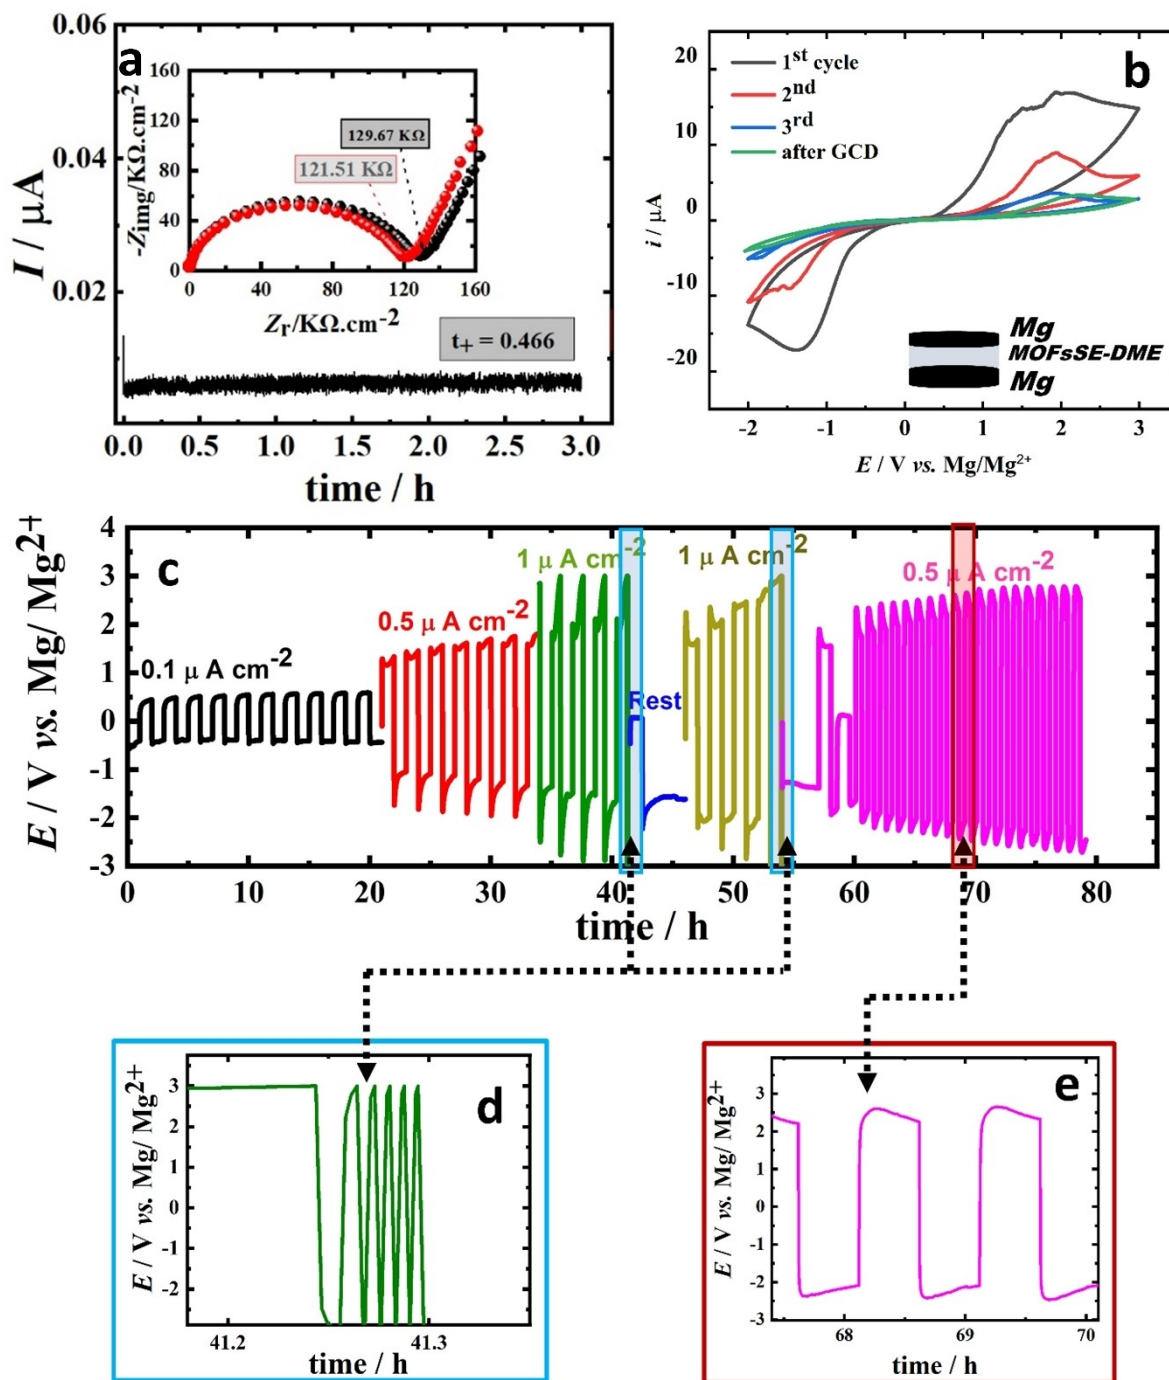 a
0.06
0.04
0.02
I / µA
160
120
80
40
0
-Zimg/KΩ.cm-2
129.67 KΩ
121.51 KΩ
0
40
80
120
160
Zr/KΩ.cm-2
t+ = 0.466
0.0
0.5
1.0
1.5
2.0
2.5
3.0
time / h
b
20
10
0
-10
-20
i / µA
1st cycle
2nd
3rd
after GCD
Mg
MOFsSE-DME
Mg
-2
-1
0
1
2
3
E / V vs. Mg/Mg2+
c
4
3
2
1
0
-1
-2
-3
E / V vs. Mg/ Mg2+
0.1 µ A cm-2
0.5 µ A cm-2
1 µ A cm-2
Rest
1 µ A cm-2
0.5 µ A cm-2
0
10
20
30
40
50
60
70
80
time / h
d
3
2
1
0
-1
-2
E / V vs. Mg/ Mg2+
41.2
41.3
time / h
e
3
2
1
0
-1
-2
-3
E / V vs. Mg/Mg2+
68
69
70
time / h